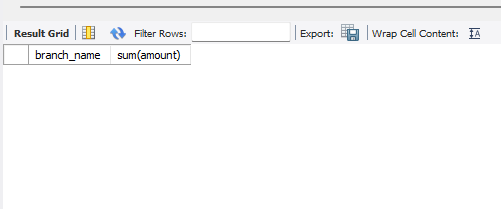 Result Grid Filter Rows: Export: Wrap Cell Content:
branch_name sum(amount)